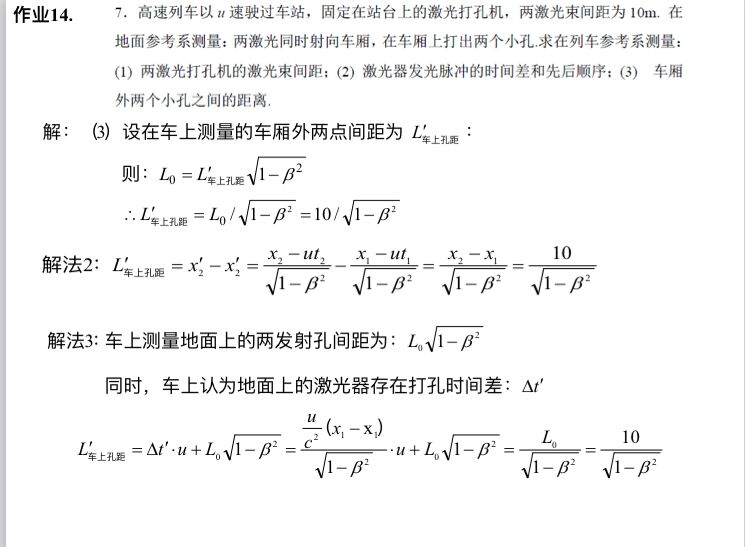 作业14.
7．高速列车以 u 速驶过车站，固定在站台上的激光打孔机，两激光束间距为 10m. 在
地面参考系测量：两激光同时射向车厢，在车厢上打出两个小孔.求在列车参考系测量：
(1) 两激光打孔机的激光束间距；(2) 激光器发光脉冲的时间差和先后顺序；(3) 车厢
外两个小孔之间的距离.
解： (3) 设在车上测量的车厢外两点间距为 L′车上孔距 ：
则：L₀ = L′车上孔距 √(1−β²)
∴ L′车上孔距 = L₀ / √(1−β²) = 10/√(1−β²)
解法2： L′车上孔距 = x′₂ − x′₂ = (x₂ − ut₂)/√(1−β²) − (x₁ − ut₁)/√(1−β²) = (x₂ − x₁)/√(1−β²) = 10/√(1−β²)
解法3: 车上测量地面上的两发射孔间距为：L₀√(1−β²)
同时，车上认为地面上的激光器存在打孔时间差：Δt′
L′车上孔距 = Δt′·u + L₀√(1−β²) = (u/c²)(x₁ − x₁)/√(1−β²) ·u + L₀√(1−β²) = L₀/√(1−β²) = 10/√(1−β²)